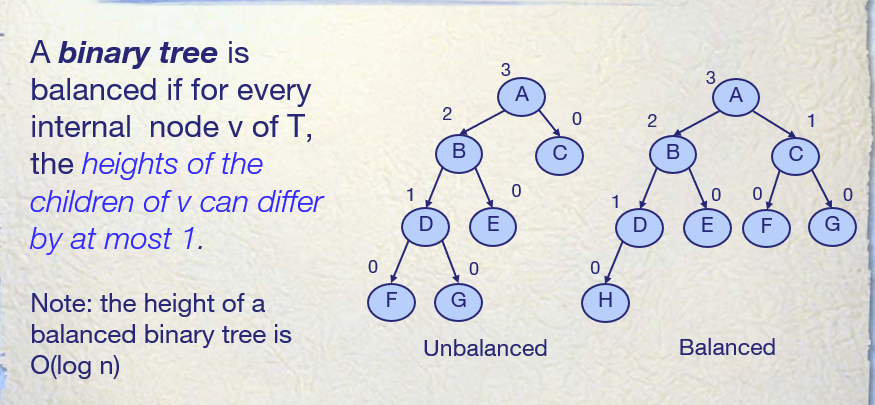 A binary tree is
balanced if for every
internal node v of T,
the heights of the
children of v can differ
by at most 1.
Note: the height of a
balanced binary tree is
O(log n)
3
A
2
0
B
C
1
0
D
E
0
0
F
G
Unbalanced
3
A
2
1
B
C
1
0
0
0
D
E
F
G
0
H
Balanced